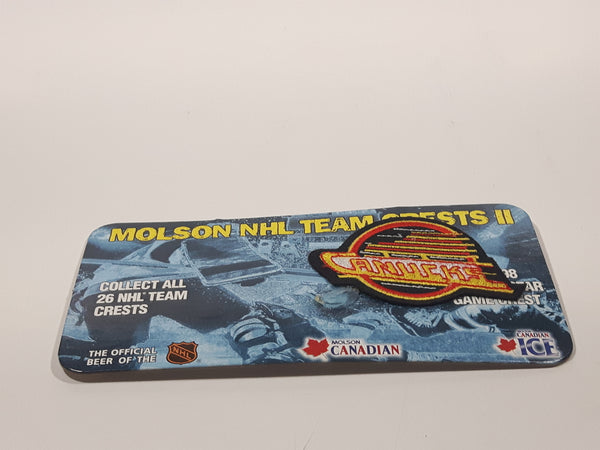 MOLSON NHL TEAM CRESTS II
CANUCKS
COLLECT ALL
26 NHL TEAM
CRESTS
THE OFFICIAL
BEER OF THE
NHL
MOLSON
CANADIAN
CANADIAN
ICE